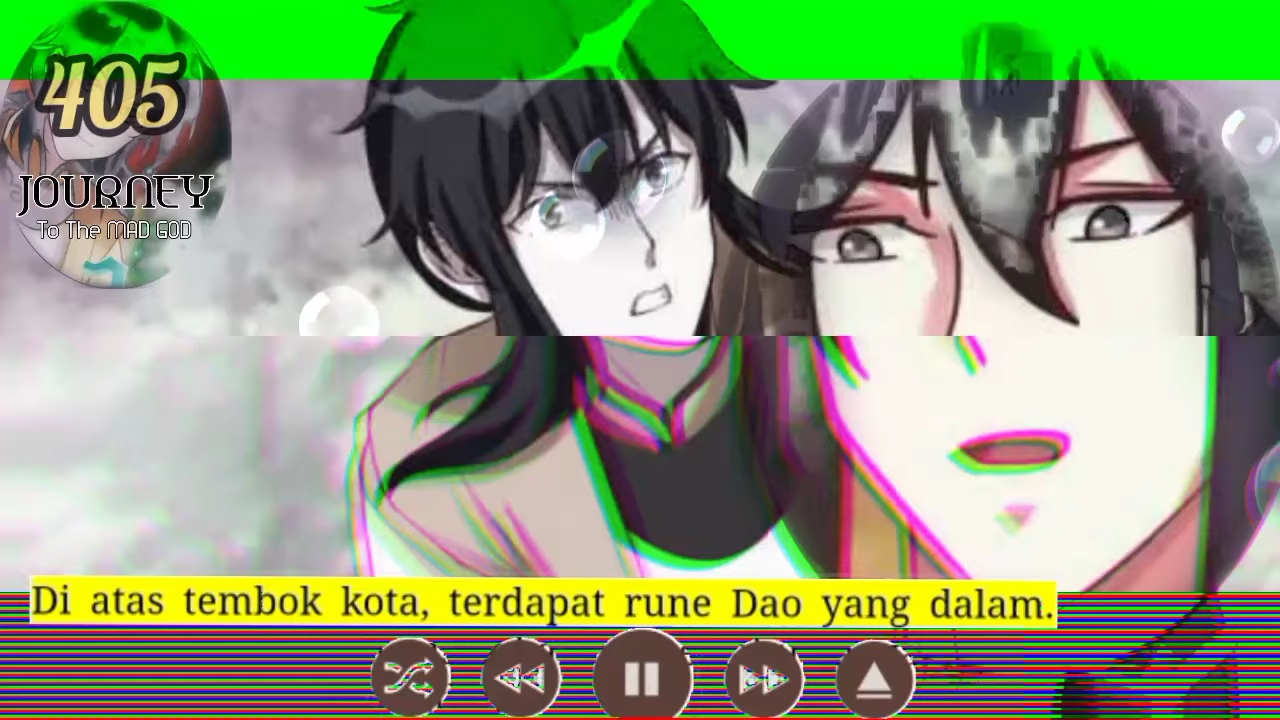 405
JOURNEY
To The MAD GOD
Di atas tembok kota, terdapat rune Dao yang dalam.